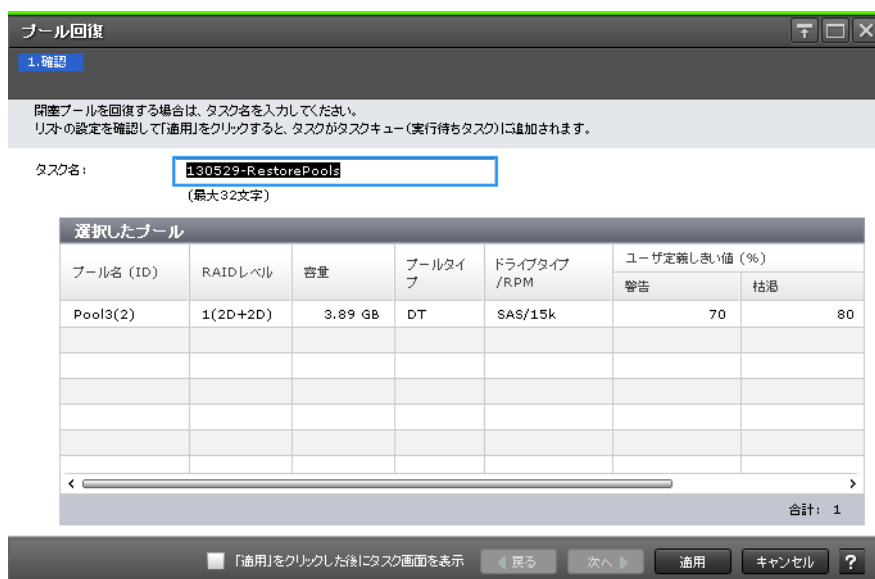 プール回復
1.確認
閉塞プールを回復する場合は、タスク名を入力してください。
リストの設定を確認して「適用」をクリックすると、タスクがタスクキュー(実行待ちタスク)に追加されます。
タスク名:
130529-RestorePools
(最大32文字)
選択したプール
プール名 (ID) RAIDレベル 容量 プールタイプ ドライブタイプ/RPM ユーザ定義しきい値 (%)
警告 枯渇
Pool3(2) 1(2D+2D) 3.89 GB DT SAS/15k 70 80
合計: 1
「適用」をクリックした後にタスク画面を表示 戻る 次へ 適用 キャンセル ?